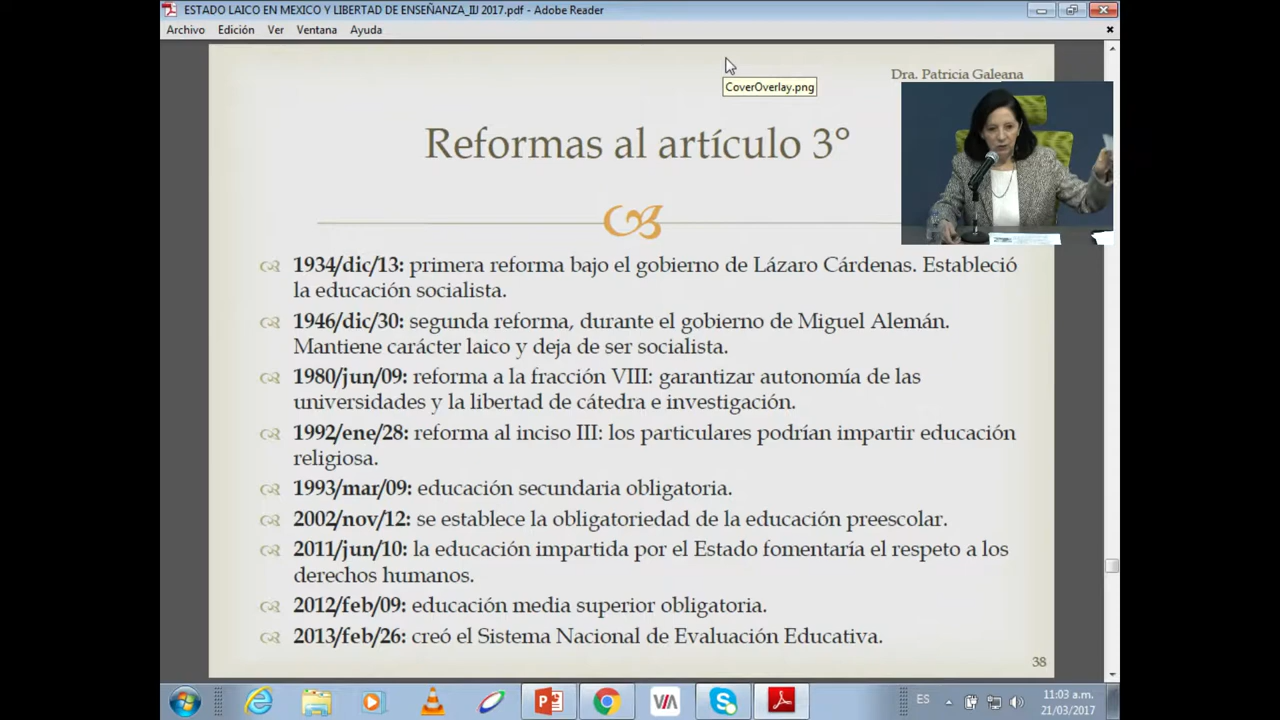 ESTADO LAICO EN MEXICO Y LIBERTAD DE ENSEÑANZA_IIJ 2017.pdf - Adobe Reader
Archivo Edición Ver Ventana Ayuda
Dra. Patricia Galeana
CoverOverlay.png
Reformas al artículo 3°
1934/dic/13: primera reforma bajo el gobierno de Lázaro Cárdenas. Estableció
la educación socialista.
1946/dic/30: segunda reforma, durante el gobierno de Miguel Alemán.
Mantiene carácter laico y deja de ser socialista.
1980/jun/09: reforma a la fracción VIII: garantizar autonomía de las
universidades y la libertad de cátedra e investigación.
1992/ene/28: reforma al inciso III: los particulares podrían impartir educación
religiosa.
1993/mar/09: educación secundaria obligatoria.
2002/nov/12: se establece la obligatoriedad de la educación preescolar.
2011/jun/10: la educación impartida por el Estado fomentaría el respeto a los
derechos humanos.
2012/feb/09: educación media superior obligatoria.
2013/feb/26: creó el Sistema Nacional de Evaluación Educativa.
38
VIA
ES
11:03 a.m.
21/03/2017